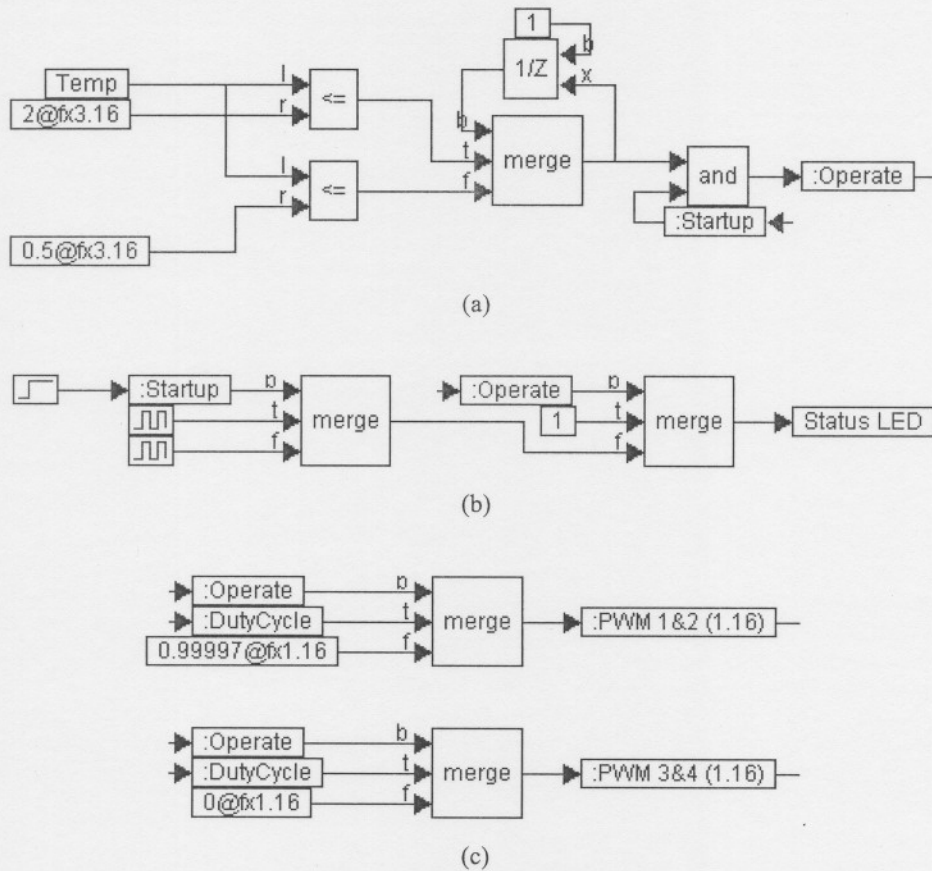 1
b
1/Z
x
Temp
l
r
<=
2@fx3.16
b
t
f
merge
l
r
<=
0.5@fx3.16
and
:Operate
:Startup
(a)
:Startup
b
t
f
merge
:Operate
b
1
t
f
merge
Status LED
(b)
:Operate
b
:DutyCycle
t
0.99997@fx1.16
f
merge
:PWM 1&2 (1.16)
:Operate
b
:DutyCycle
t
0@fx1.16
f
merge
:PWM 3&4 (1.16)
(c)